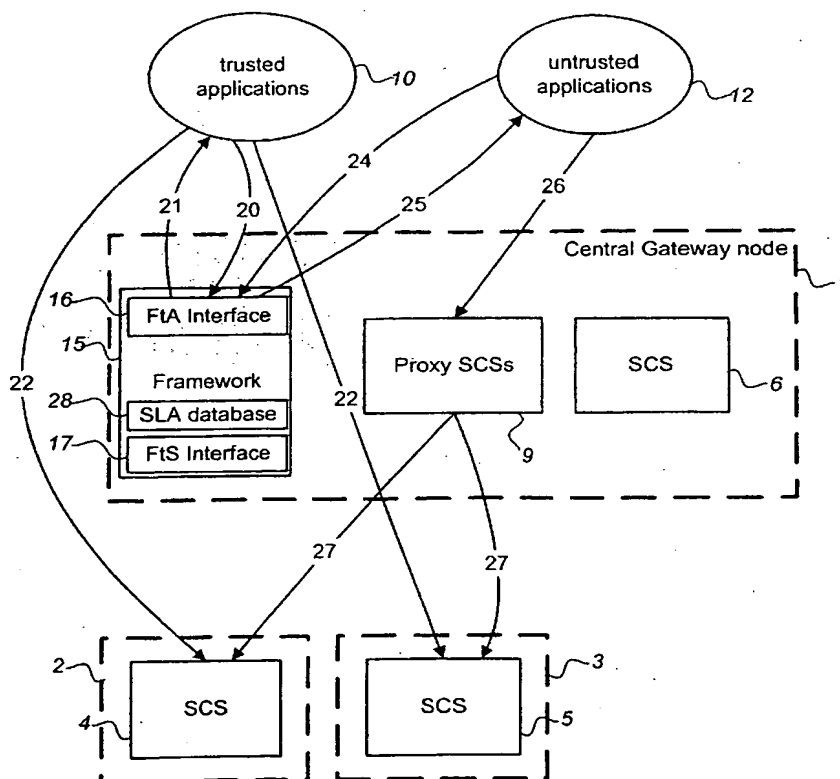 trusted
applications
10
untrusted
applications
12
24
21
20
25
26
Central Gateway node
16
FtA Interface
15
22
Framework
Proxy SCSs
SCS
6
28
SLA database
22
9
17
FtS Interface
27
27
2
3
SCS
SCS
4
5